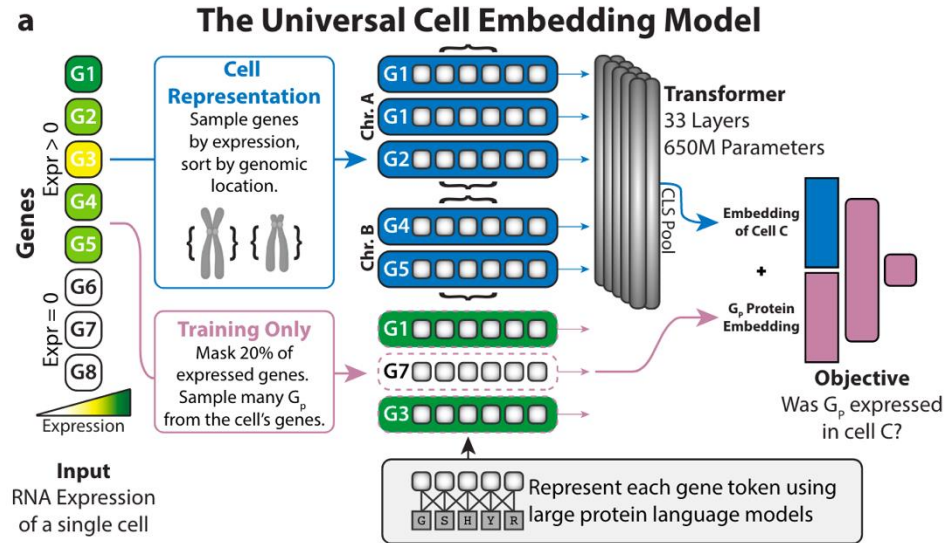 a
The Universal Cell Embedding Model
Genes
Expr > 0
Expr = 0
G1
G2
G3
G4
G5
G6
G7
G8
Expression
Input
RNA Expression
of a single cell
Cell
Representation
Sample genes
by expression,
sort by genomic
location.
{ } { }
Training Only
Mask 20% of
expressed genes.
Sample many Gp
from the cell's genes.
Chr. A
G1
G1
G2
Chr. B
G4
G5
G1
G7
G3
G S H Y R
Represent each gene token using
large protein language models
Transformer
33 Layers
650M Parameters
CLS Pool
Embedding
of Cell C
+
Gp Protein
Embedding
Objective
Was Gp expressed
in cell C?